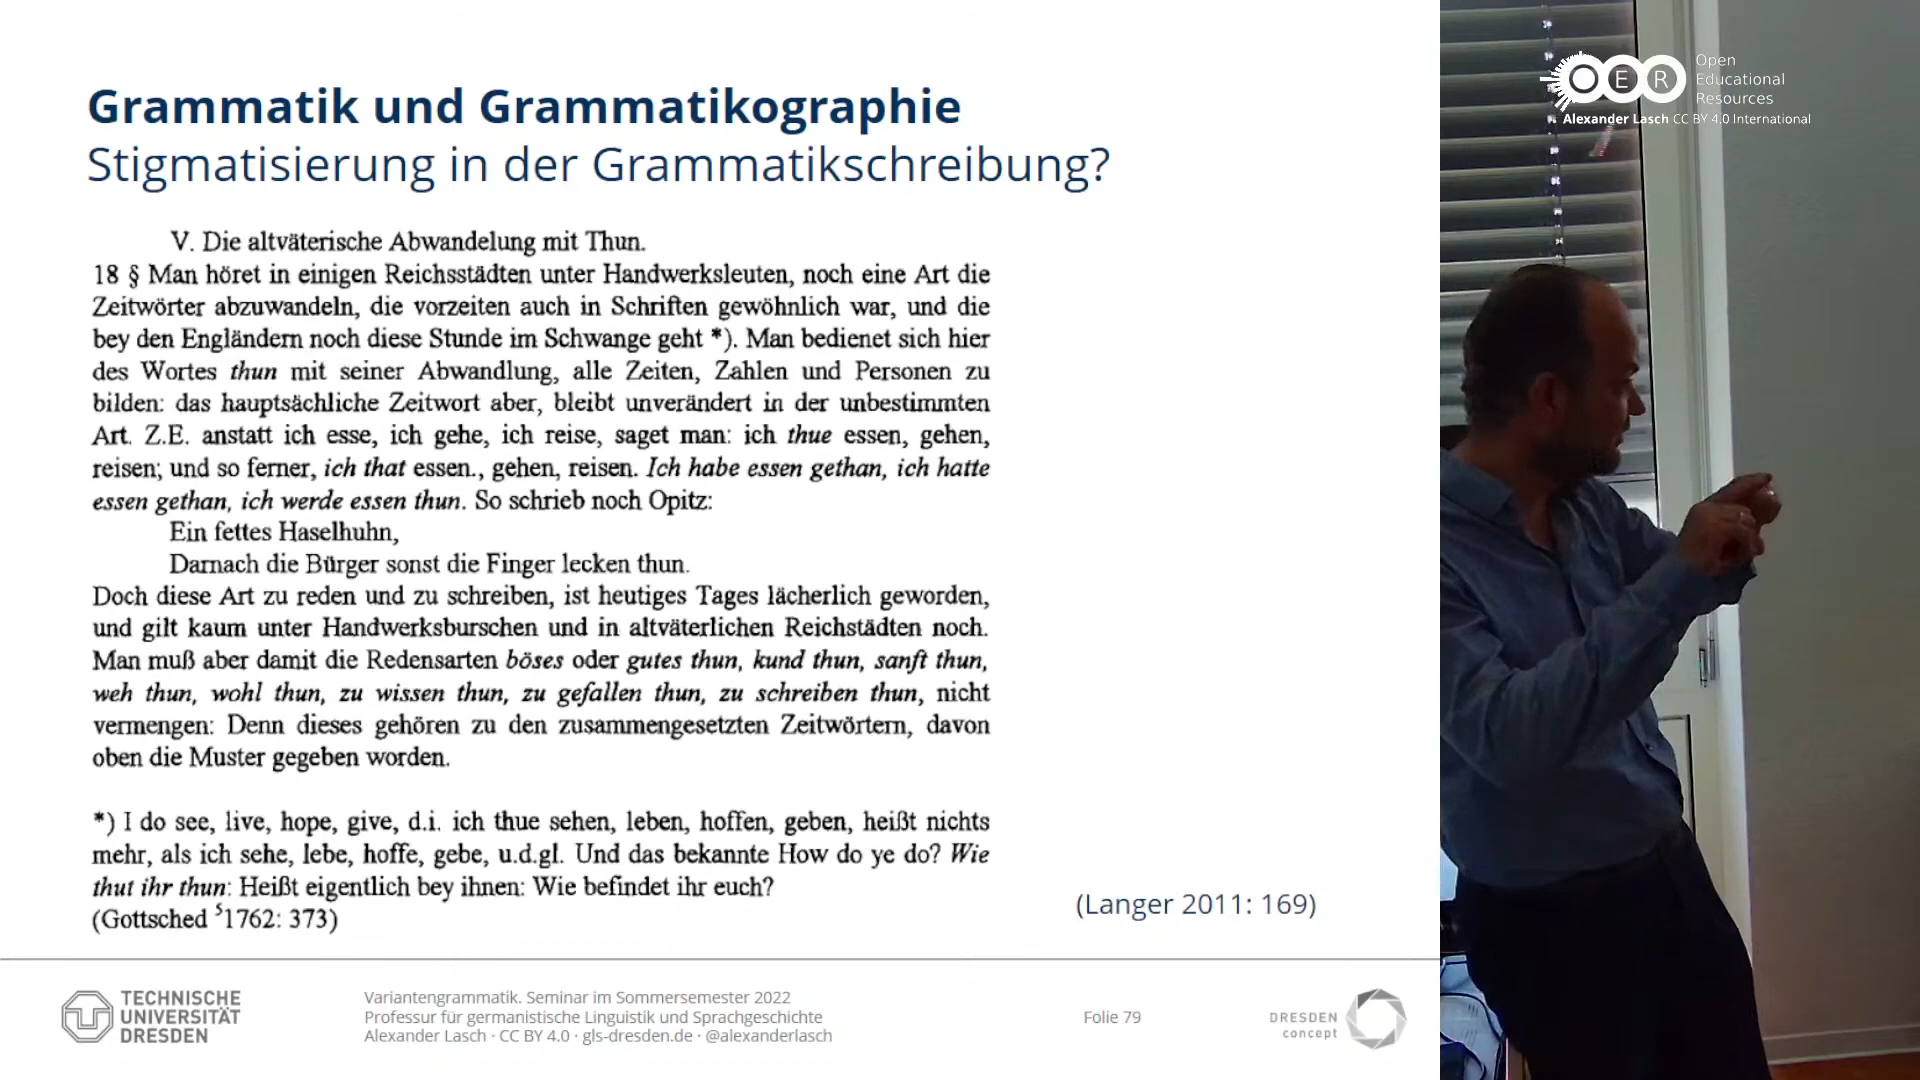 Grammatik und Grammatikographie
Stigmatisierung in der Grammatikschreibung?
V. Die altväterische Abwandelung mit Thun.
18 § Man höret in einigen Reichsstädten unter Handwerksleuten, noch eine Art die
Zeitwörter abzuwandeln, die vorzeiten auch in Schriften gewöhnlich war, und die
bey den Engländern noch diese Stunde im Schwange geht *). Man bedienet sich hier
des Wortes thun mit seiner Abwandlung, alle Zeiten, Zahlen und Personen zu
bilden: das hauptsächliche Zeitwort aber, bleibt unverändert in der unbestimmten
Art. Z.E. anstatt ich esse, ich gehe, ich reise, saget man: ich thue essen, gehen,
reisen; und so ferner, ich that essen., gehen, reisen. Ich habe essen gethan, ich hatte
essen gethan, ich werde essen thun. So schrieb noch Opitz:
Ein fettes Haselhuhn,
Darnach die Bürger sonst die Finger lecken thun.
Doch diese Art zu reden und zu schreiben, ist heutiges Tages lächerlich geworden,
und gilt kaum unter Handwerksburschen und in altväterlichen Reichstädten noch.
Man muß aber damit die Redensarten böses oder gutes thun, kund thun, sanft thun,
weh thun, wohl thun, zu wissen thun, zu gefallen thun, zu schreiben thun, nicht
vermengen: Denn dieses gehören zu den zusammengesetzten Zeitwörtern, davon
oben die Muster gegeben worden.
*) I do see, live, hope, give, d.i. ich thue sehen, leben, hoffen, geben, heißt nichts
mehr, als ich sehe, lebe, hoffe, gebe, u.d.gl. Und das bekannte How do ye do? Wie
thut ihr thun: Heißt eigentlich bey ihnen: Wie befindet ihr euch?
(Gottsched ⁵1762: 373)
(Langer 2011: 169)
TECHNISCHE
UNIVERSITÄT
DRESDEN
Variantengrammatik. Seminar im Sommersemester 2022
Professur für germanistische Linguistik und Sprachgeschichte
Alexander Lasch · CC BY 4.0 · gls-dresden.de · @alexanderlasch
Folie 79
DRESDEN
concept
OER
Open
Educational
Resources
Alexander Lasch CC BY 4.0 International